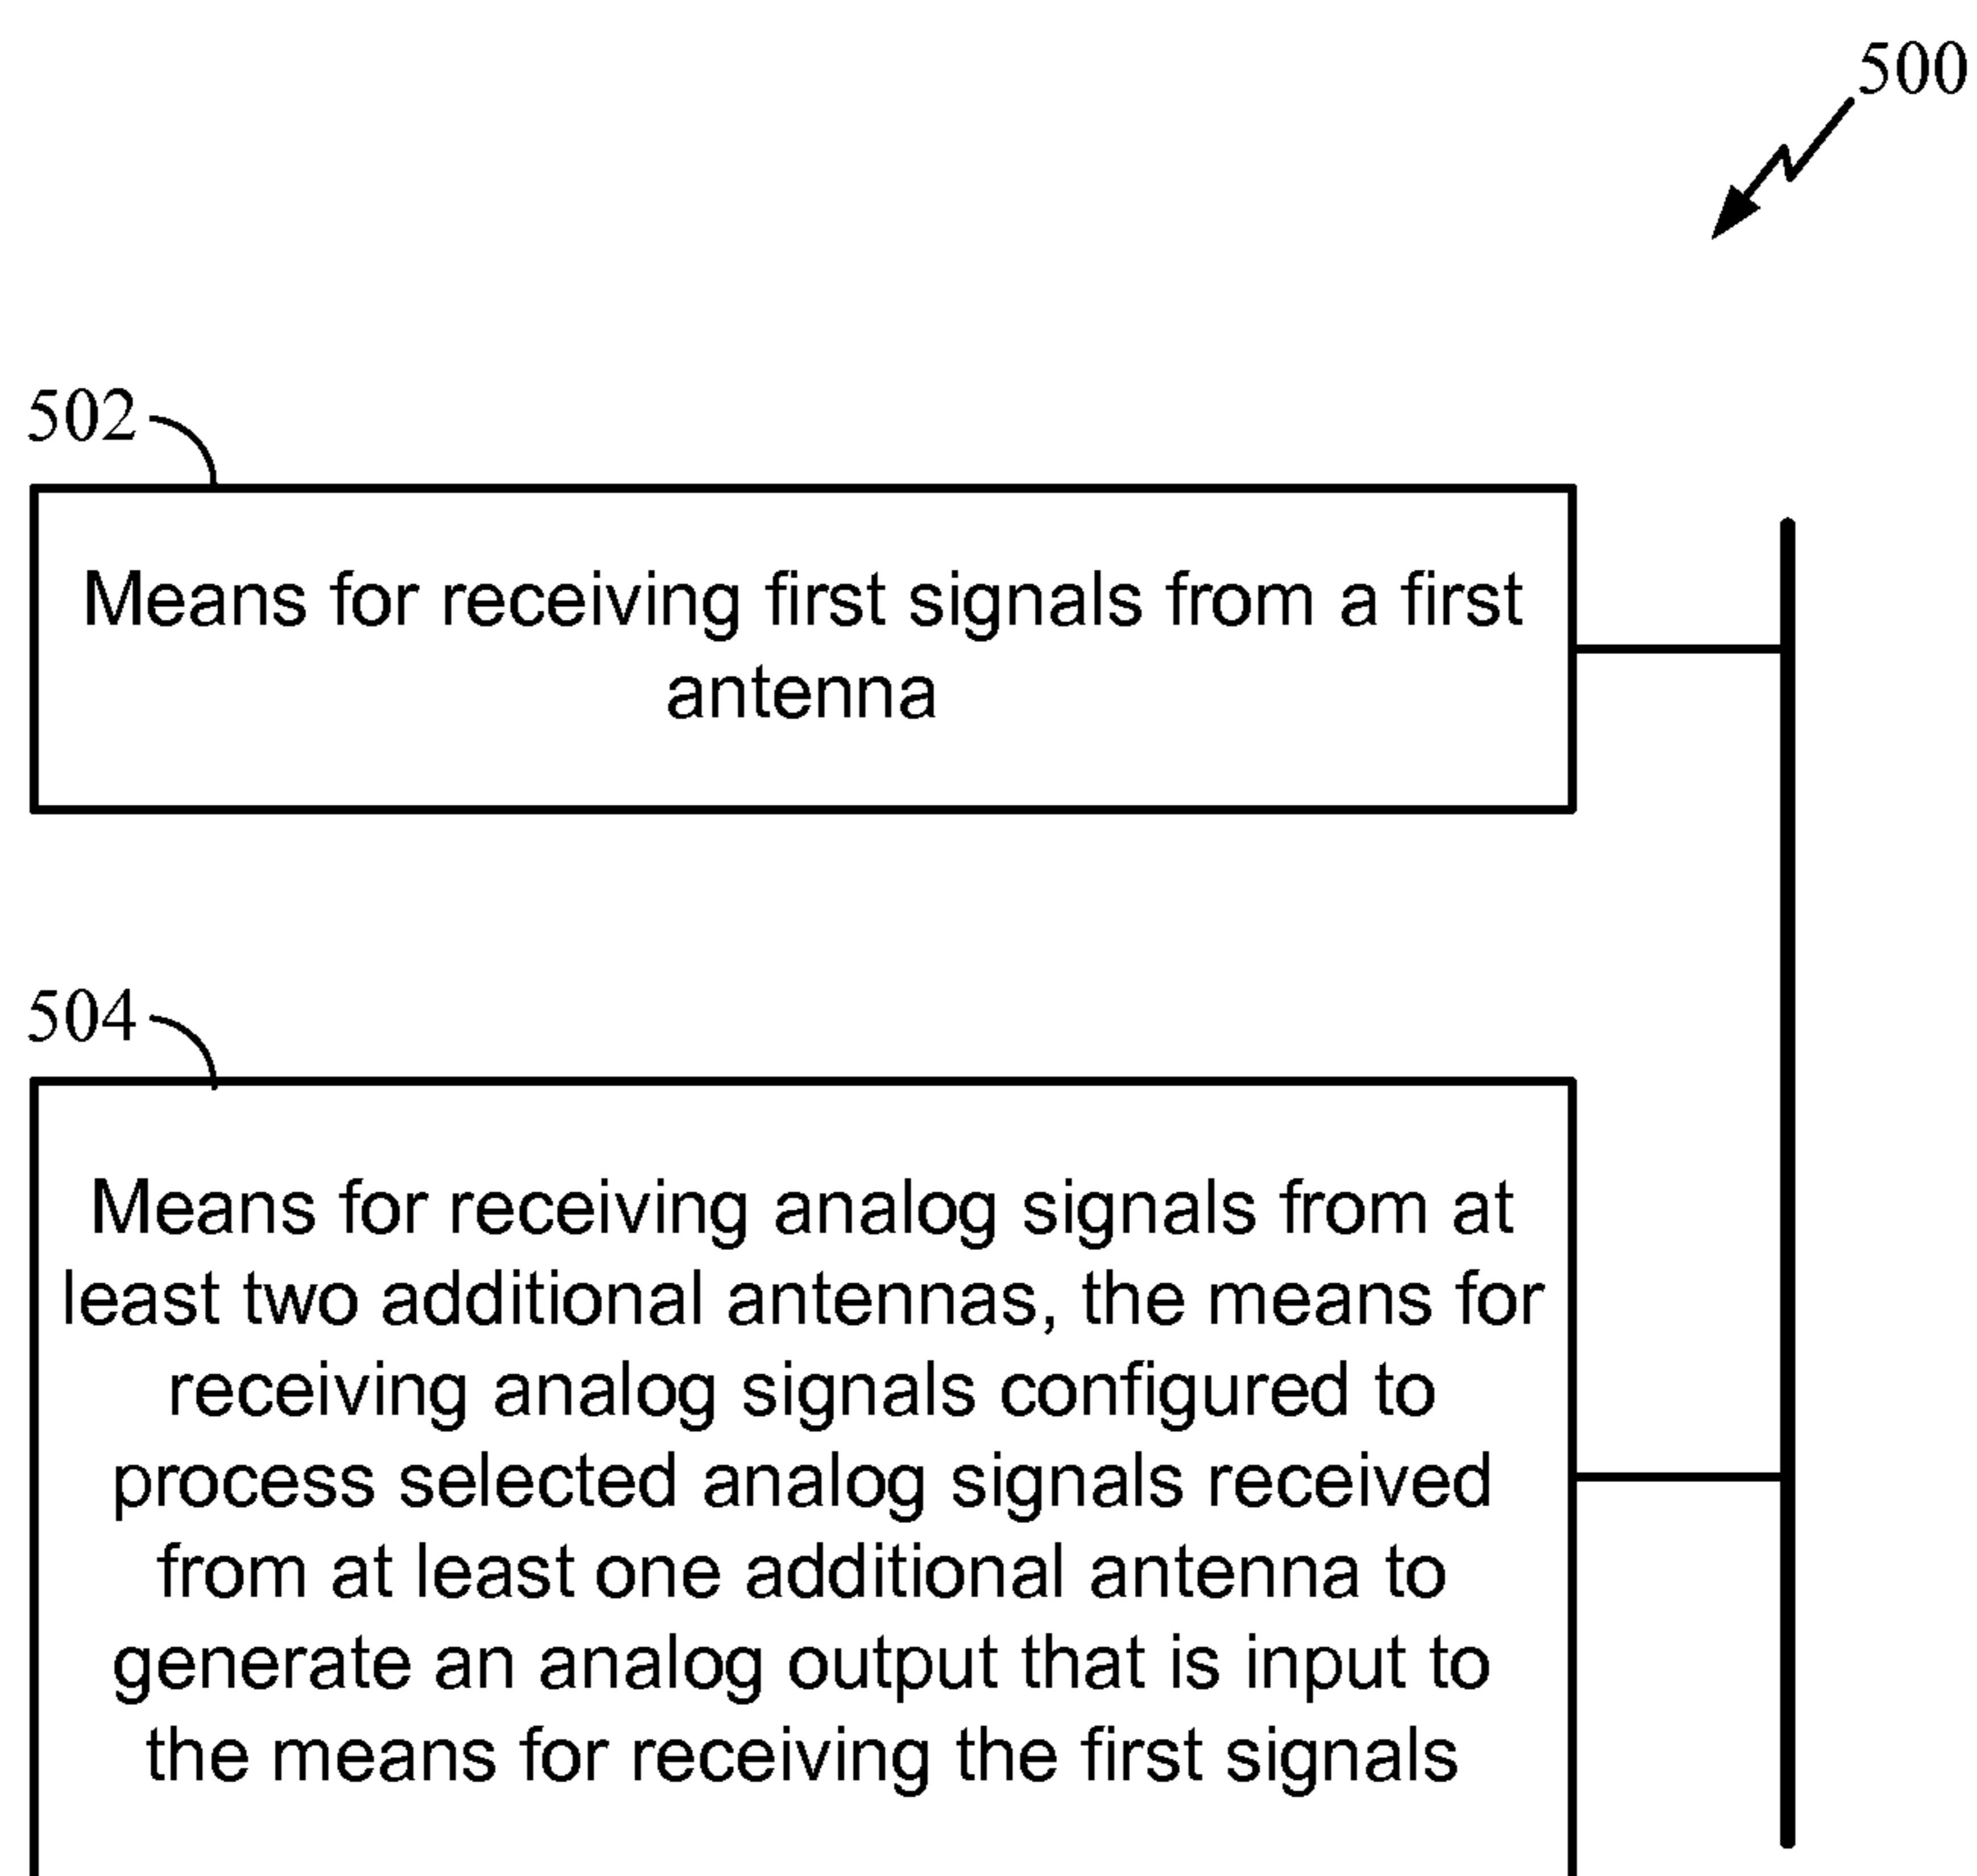 500
502
Means for receiving first signals from a first
antenna
504
Means for receiving analog signals from at
least two additional antennas, the means for
receiving analog signals configured to
process selected analog signals received
from at least one additional antenna to
generate an analog output that is input to
the means for receiving the first signals